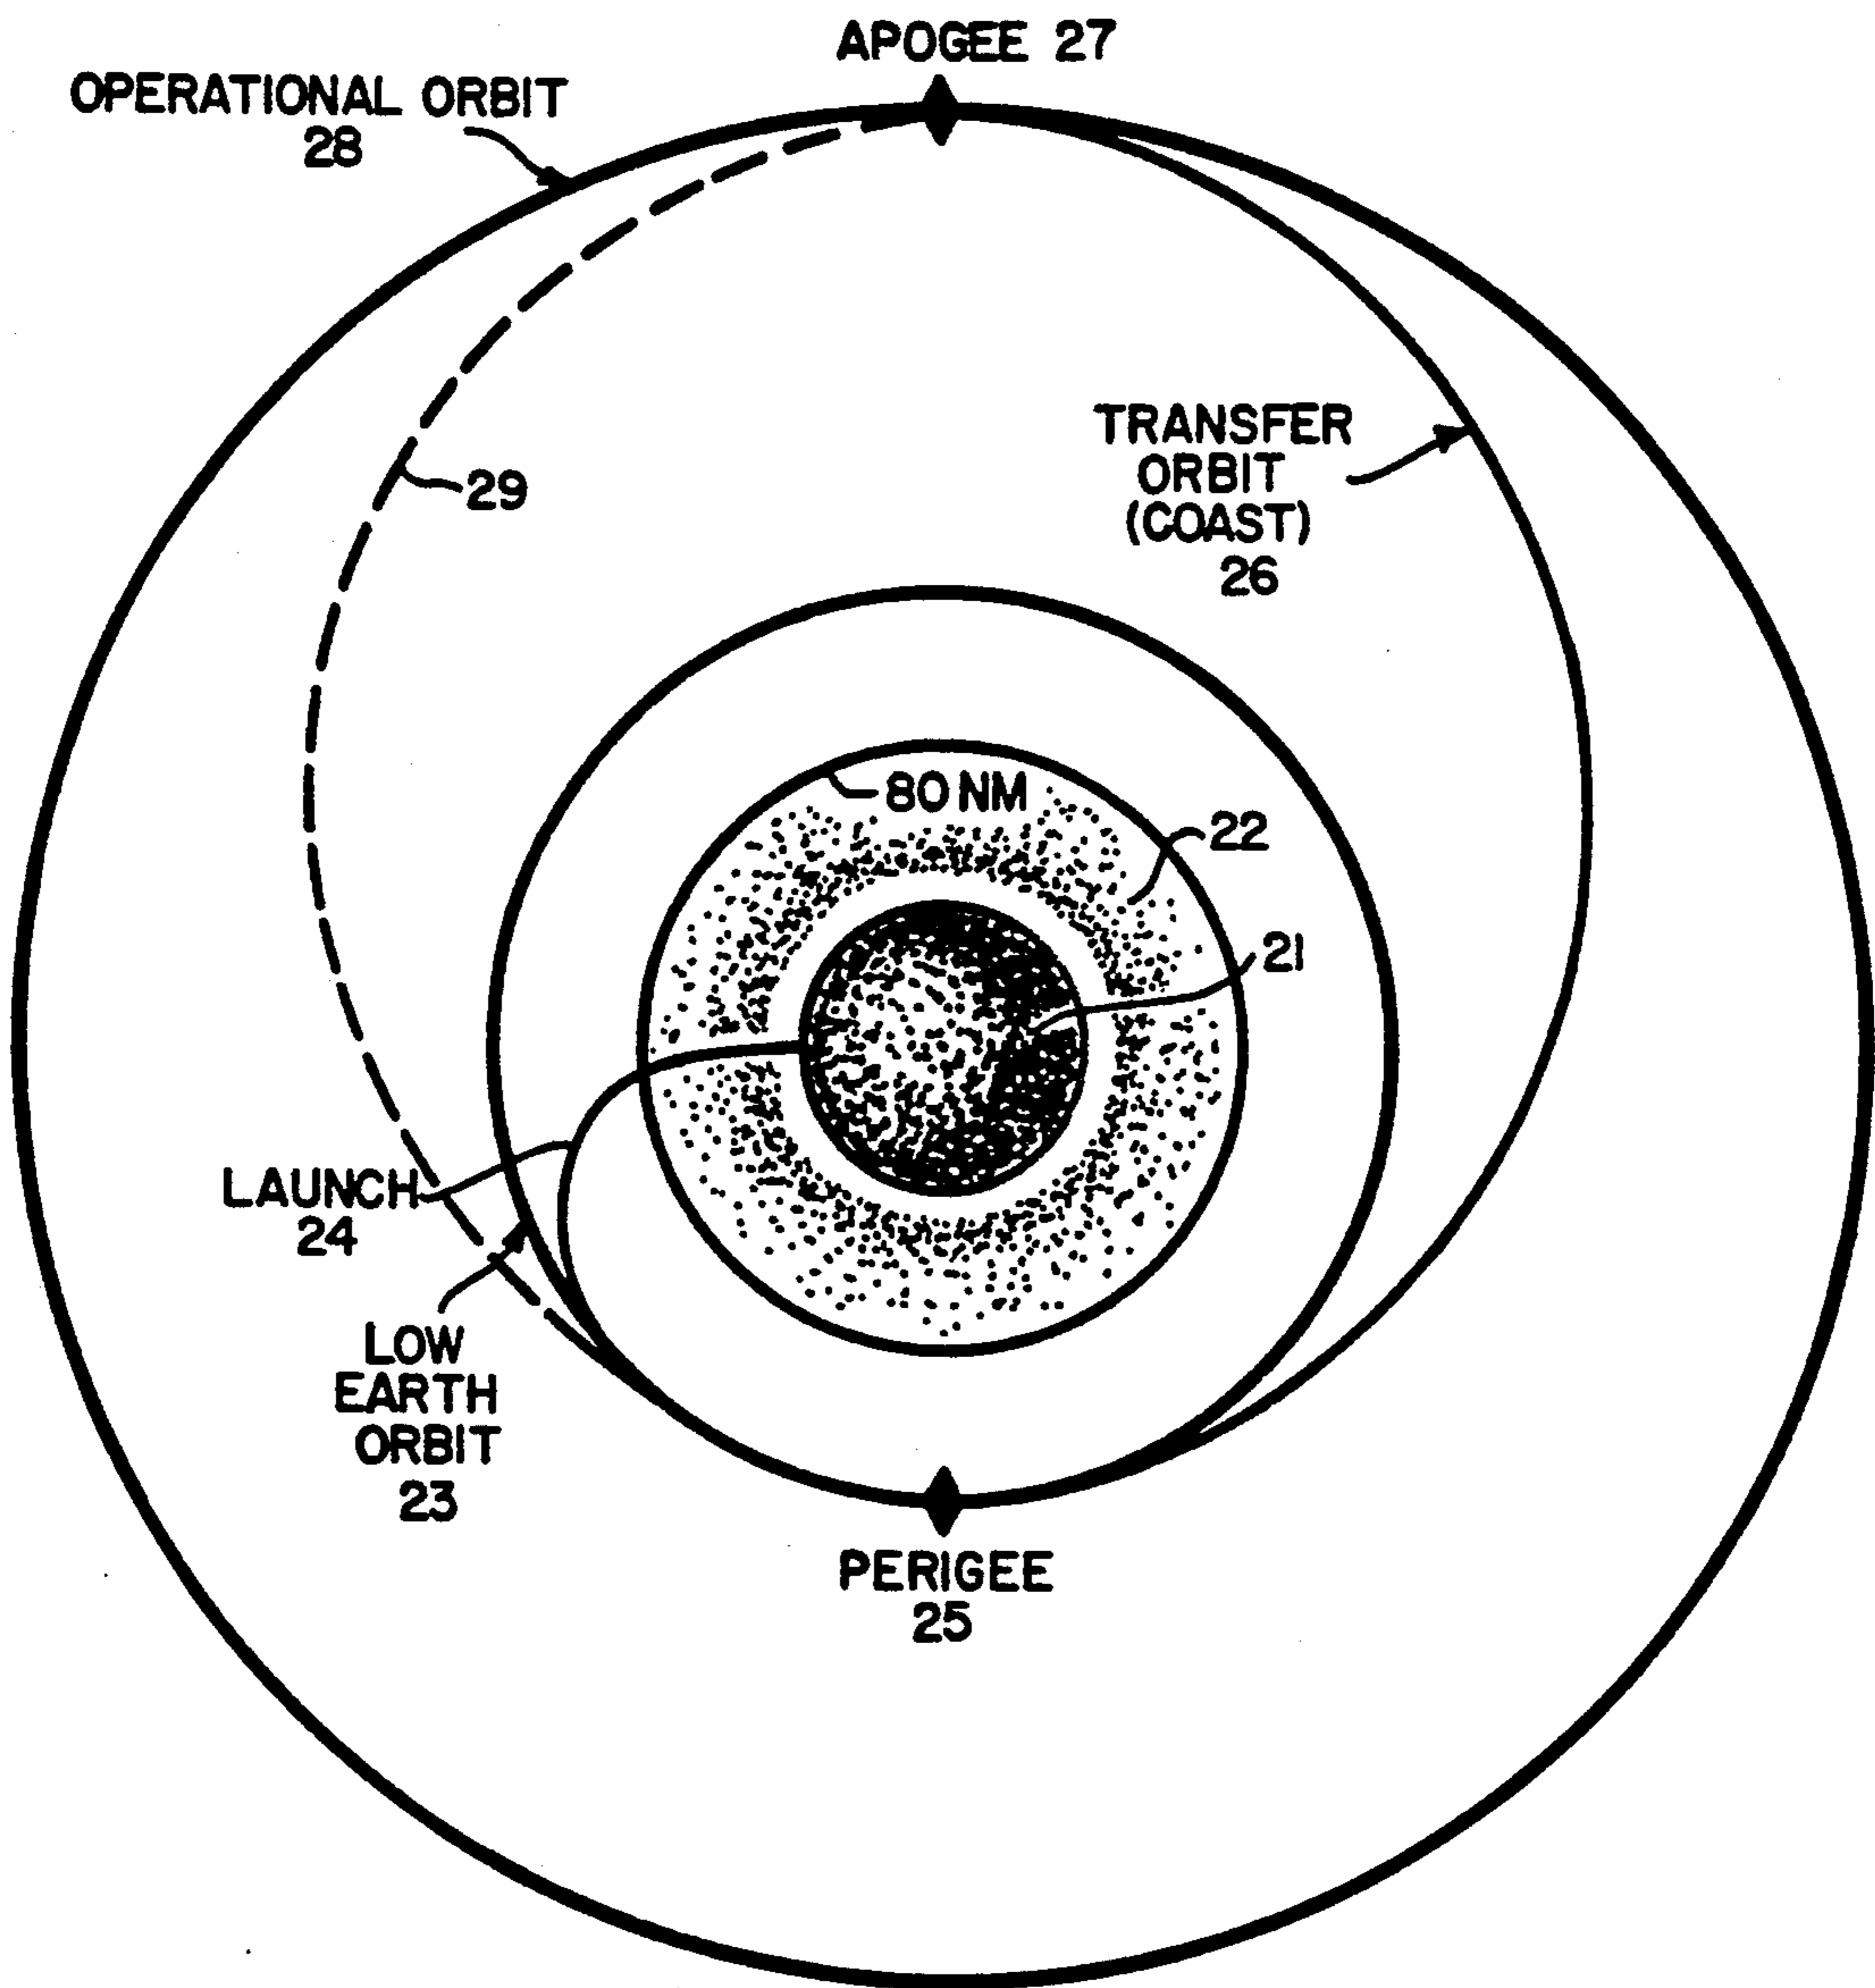 APOGEE 27
OPERATIONAL ORBIT
28
TRANSFER
ORBIT
(COAST)
26
29
80 NM
22
21
LAUNCH
24
LOW
EARTH
ORBIT
23
PERIGEE
25